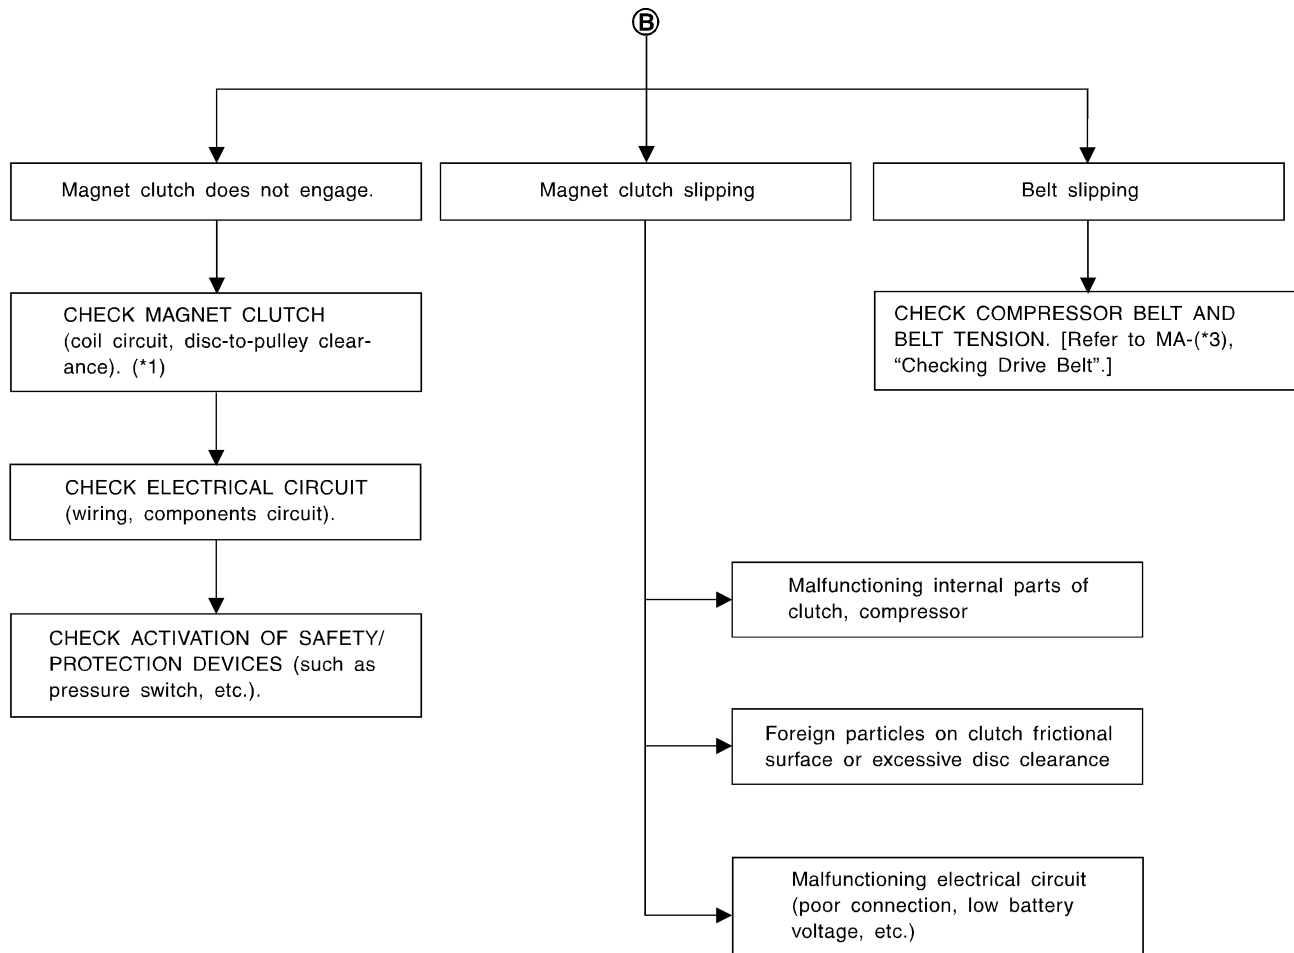 B
Magnet clutch does not engage.
Magnet clutch slipping
Belt slipping
CHECK MAGNET CLUTCH
(coil circuit, disc-to-pulley clear-
ance). (*1)
CHECK COMPRESSOR BELT AND
BELT TENSION. [Refer to MA-(*3),
“Checking Drive Belt”.]
CHECK ELECTRICAL CIRCUIT
(wiring, components circuit).
CHECK ACTIVATION OF SAFETY/
PROTECTION DEVICES (such as
pressure switch, etc.).
Malfunctioning internal parts of
clutch, compressor
Foreign particles on clutch frictional
surface or excessive disc clearance
Malfunctioning electrical circuit
(poor connection, low battery
voltage, etc.)